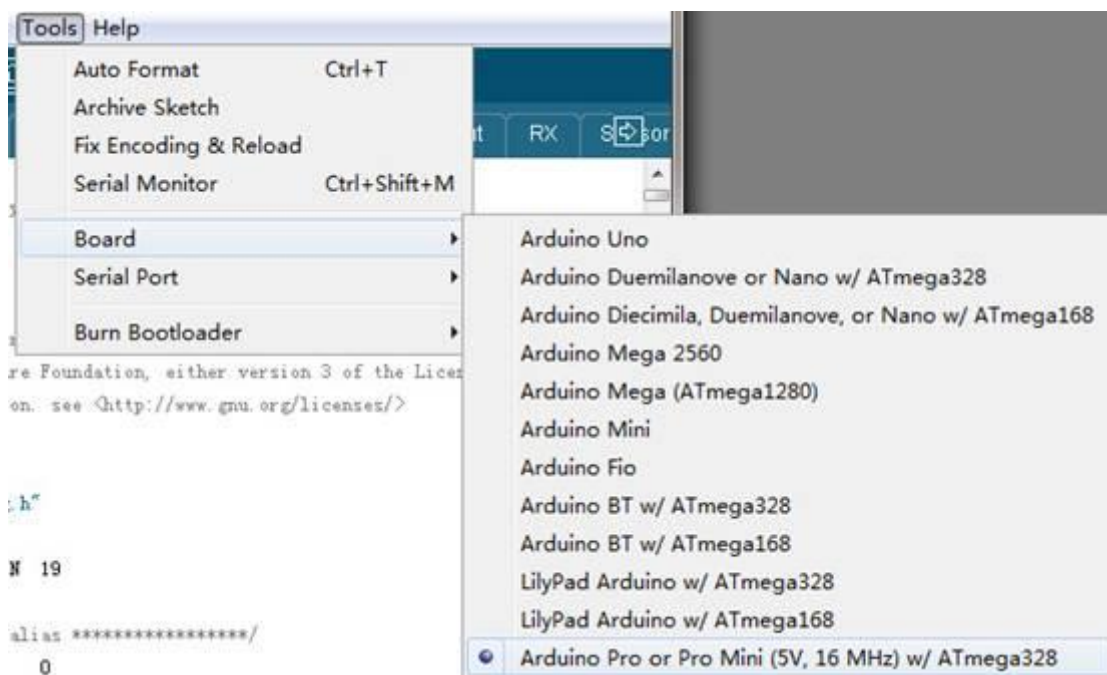 Tools Help
Auto Format Ctrl+T
Archive Sketch
Fix Encoding & Reload
Serial Monitor Ctrl+Shift+M
RX
Board
Serial Port
Burn Bootloader
Arduino Uno
Arduino Duemilanove or Nano w/ ATmega328
Arduino Diecimila, Duemilanove, or Nano w/ ATmega168
Arduino Mega 2560
Arduino Mega (ATmega1280)
Arduino Mini
Arduino Fio
Arduino BT w/ ATmega328
Arduino BT w/ ATmega168
LilyPad Arduino w/ ATmega328
LilyPad Arduino w/ ATmega168
Arduino Pro or Pro Mini (5V, 16 MHz) w/ ATmega328
re Foundation, either version 3 of the Licen
on. see <http://www.gnu.org/licenses/>
h"
N 19
alias *****************/
0